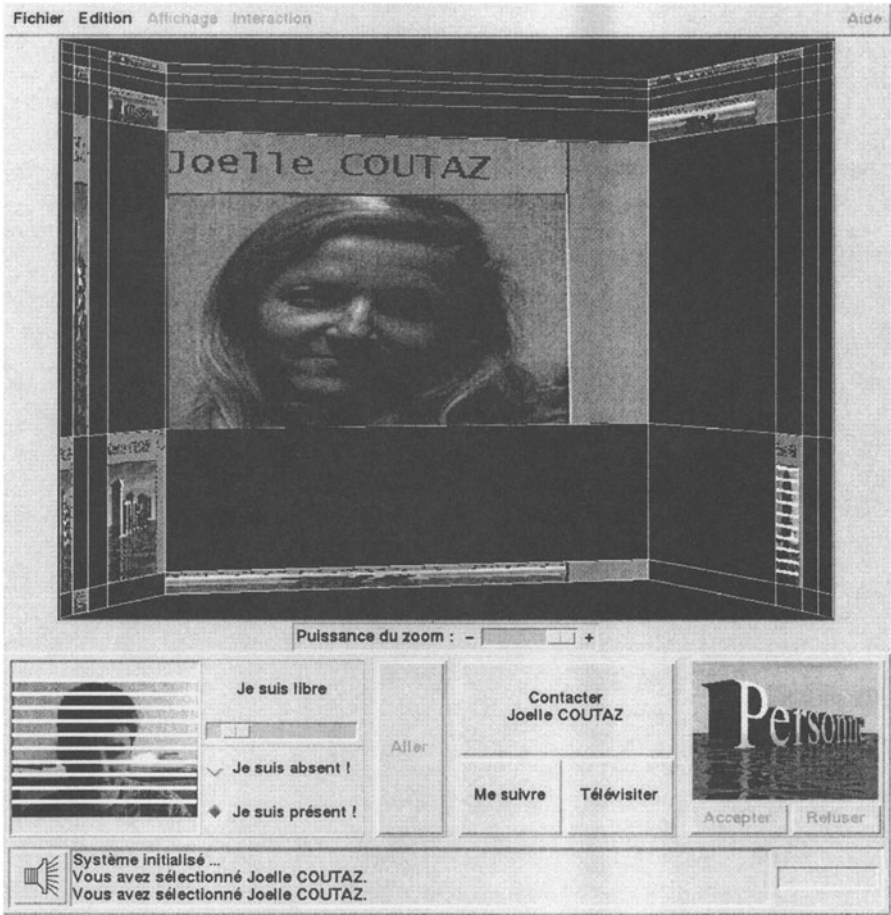 Fichier Edition Affichage Interaction Aide
Joelle COUTAZ
Puissance du zoom : - +
Je suis libre
Je suis absent !
Je suis présent !
Aller
Contacter
Joelle COUTAZ
Me suivre Télévisiter
Personne
Accepter Refuser
Système initialisé ...
Vous avez sélectionné Joelle COUTAZ.
Vous avez sélectionné Joelle COUTAZ.